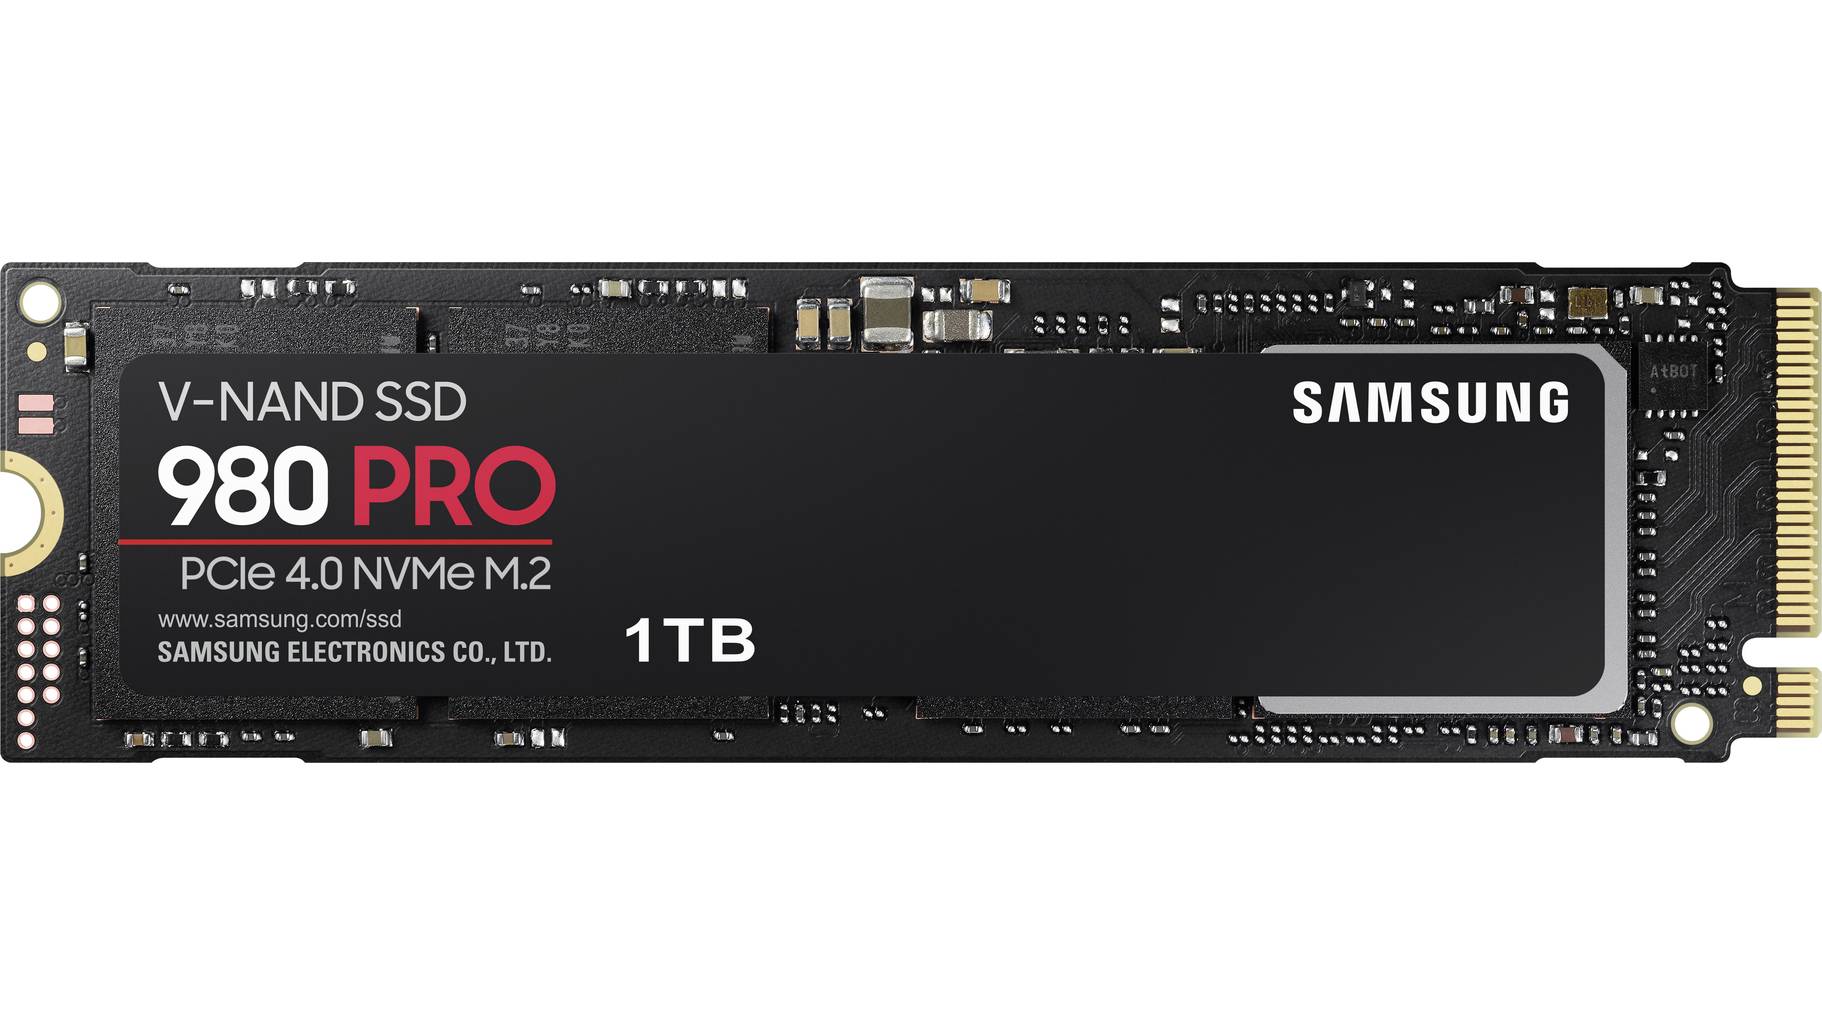 V-NAND SSD
SAMSUNG
980 PRO
PCIe 4.0 NVMe M.2
www.samsung.com/ssd
SAMSUNG ELECTRONICS CO., LTD.
1TB
AtBOT